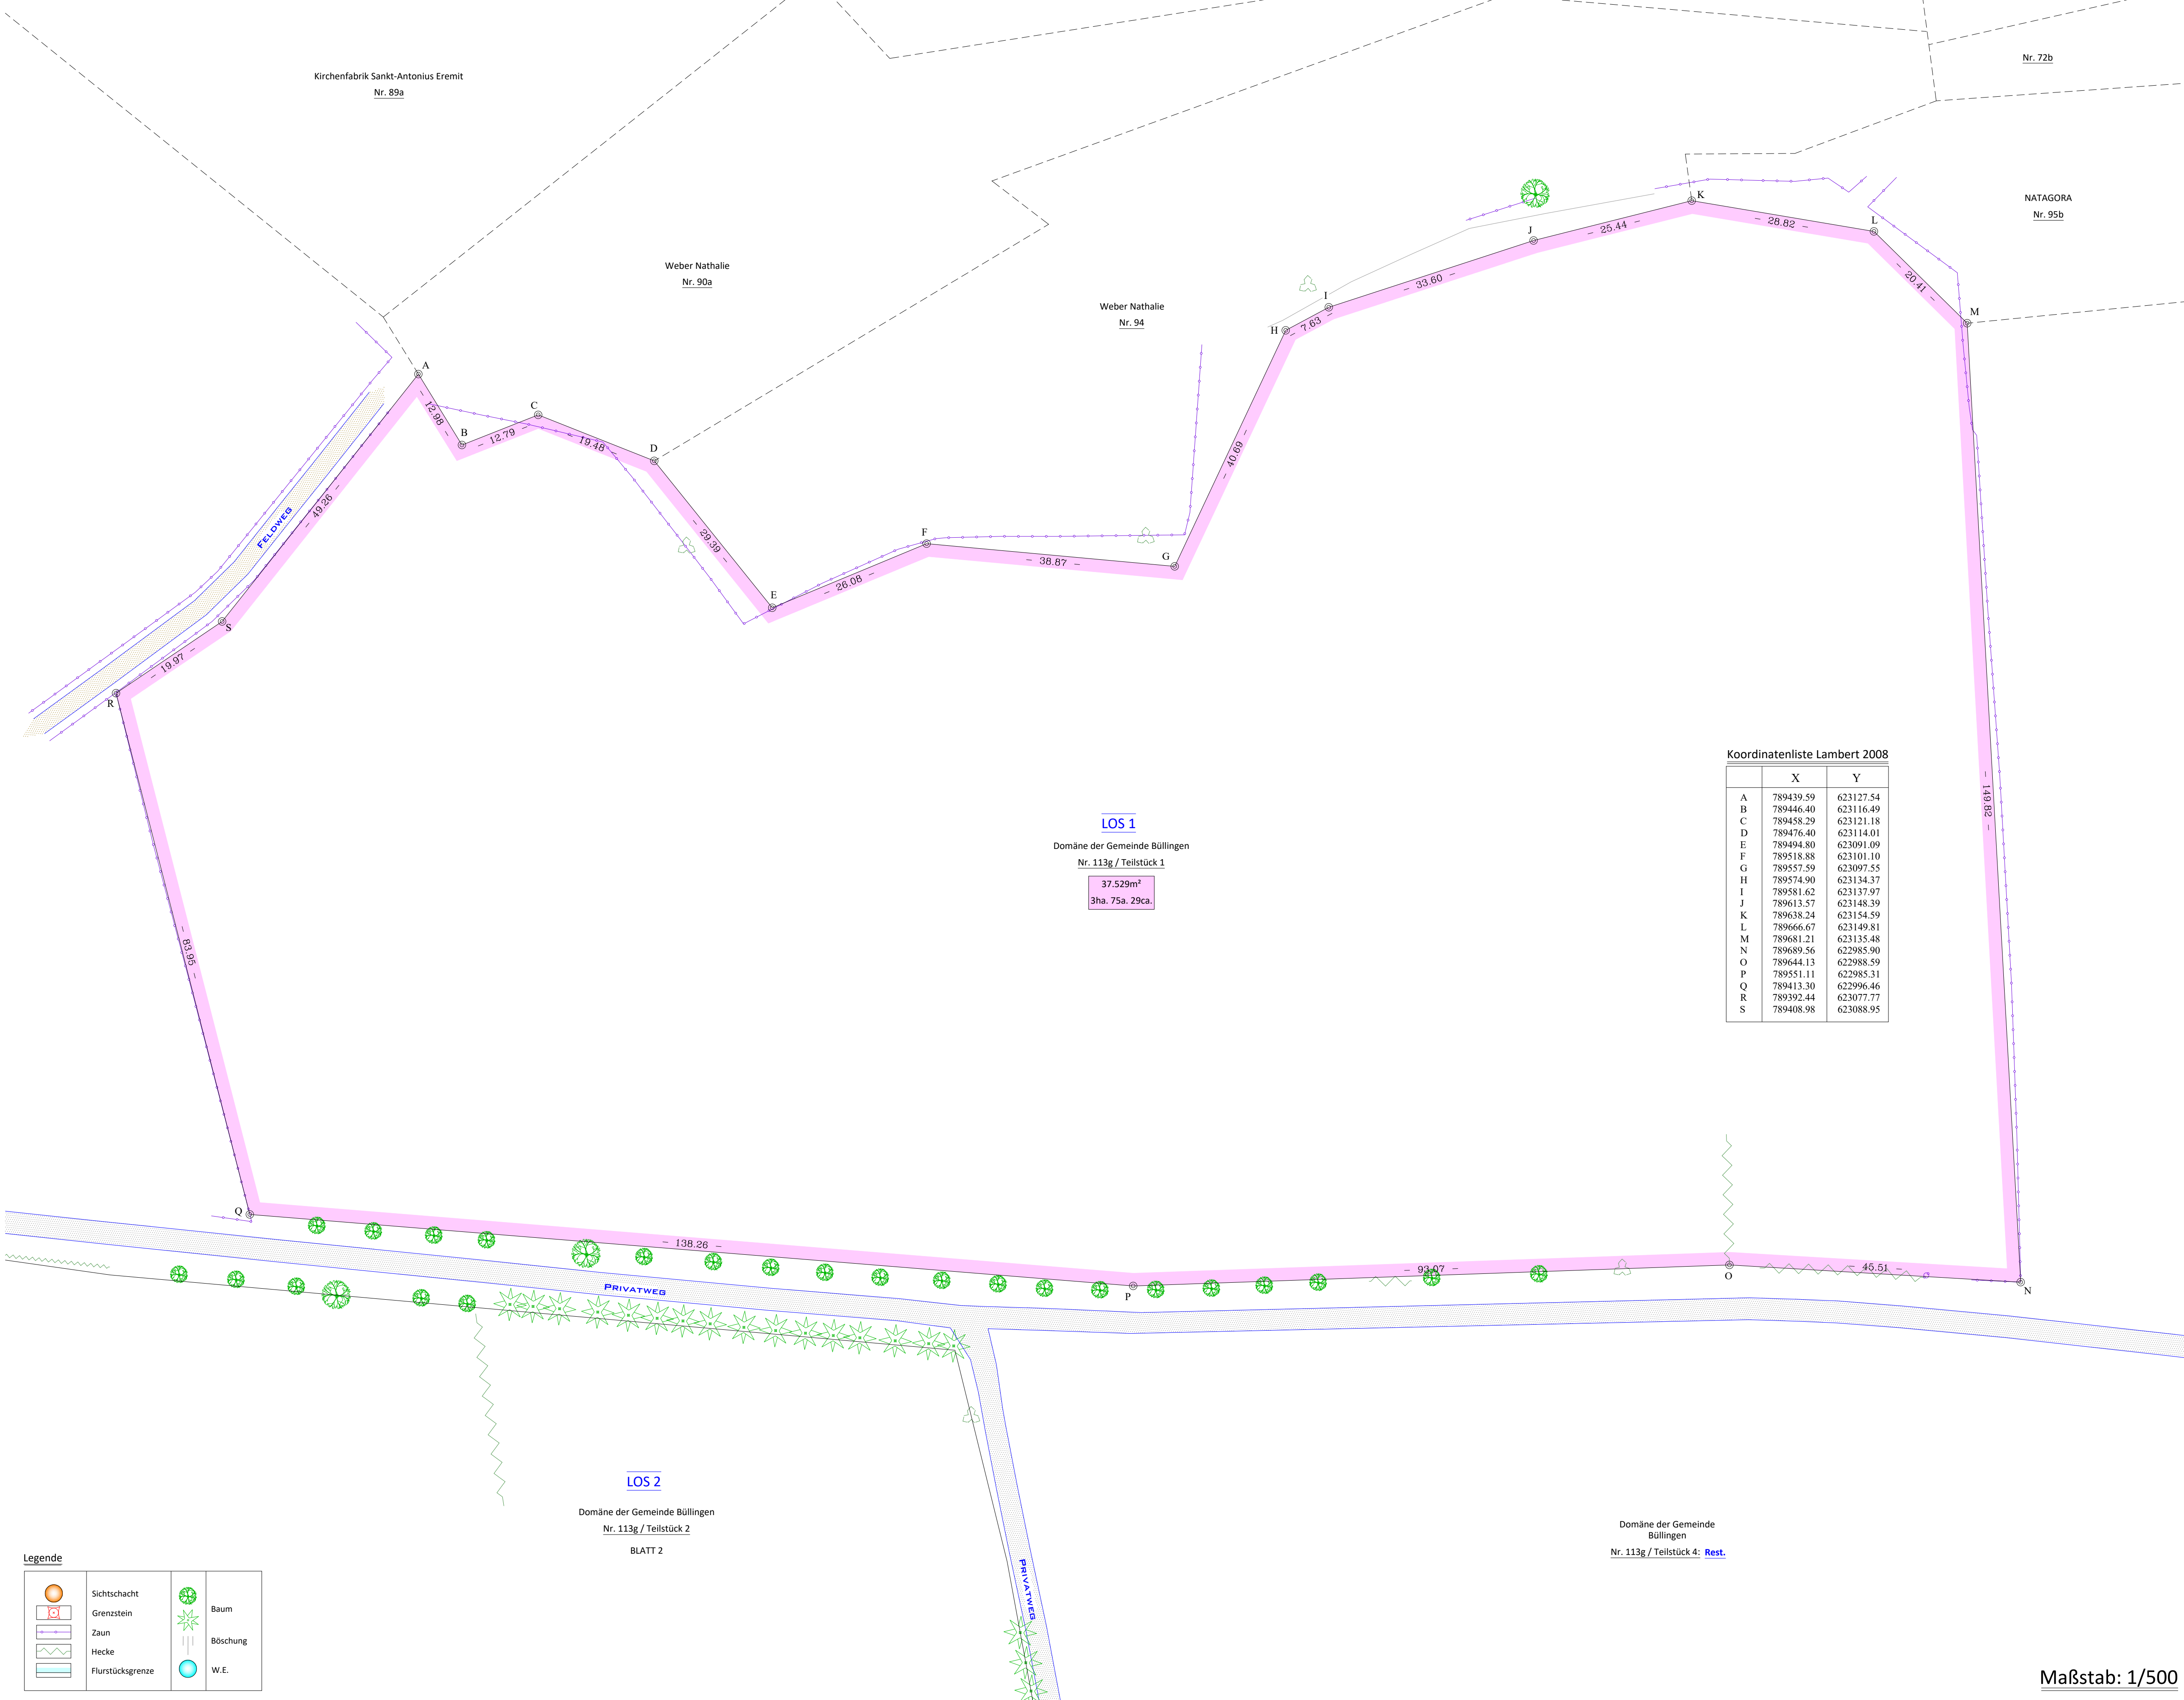 Kirchenfabrik Sankt-Antonius Eremit
Nr. 89a
Nr. 72b
NATAGORA
Nr. 95b
Weber Nathalie
Nr. 90a
Weber Nathalie
Nr. 94
A
B
C
D
E
F
G
H
I
J
K
L
M
N
O
P
Q
R
S
– 12.98 –
– 12.79 –
– 19.48 –
– 29.39 –
– 26.08 –
– 38.87 –
– 40.69 –
– 7.63 –
– 33.60 –
– 25.44 –
– 28.82 –
– 20.41 –
– 149.82 –
– 45.51 –
– 93.07 –
– 138.26 –
– 83.95 –
– 19.97 –
– 49.26 –
Feldweg
LOS 1
Domäne der Gemeinde Büllingen
Nr. 113g / Teilstück 1
37.529m²
3ha. 75a. 29ca.
Koordinatenliste Lambert 2008
X Y
A 789439.59 623127.54
B 789446.40 623116.49
C 789458.29 623121.18
D 789476.40 623114.01
E 789494.80 623091.09
F 789518.88 623101.10
G 789557.59 623097.55
H 789574.90 623134.37
I 789581.62 623137.97
J 789613.57 623148.39
K 789638.24 623154.59
L 789666.67 623149.81
M 789681.21 623135.48
N 789689.56 622985.90
O 789644.13 622988.59
P 789551.11 622985.31
Q 789413.30 622996.46
R 789392.44 623077.77
S 789408.98 623088.95
Privatweg
Privatweg
LOS 2
Domäne der Gemeinde Büllingen
Nr. 113g / Teilstück 2
BLATT 2
Domäne der Gemeinde
Büllingen
Nr. 113g / Teilstück 4: Rest.
Legende
Sichtschacht
Grenzstein
Zaun
Hecke
Flurstücksgrenze
Baum
Böschung
W.E.
Maßstab: 1/500